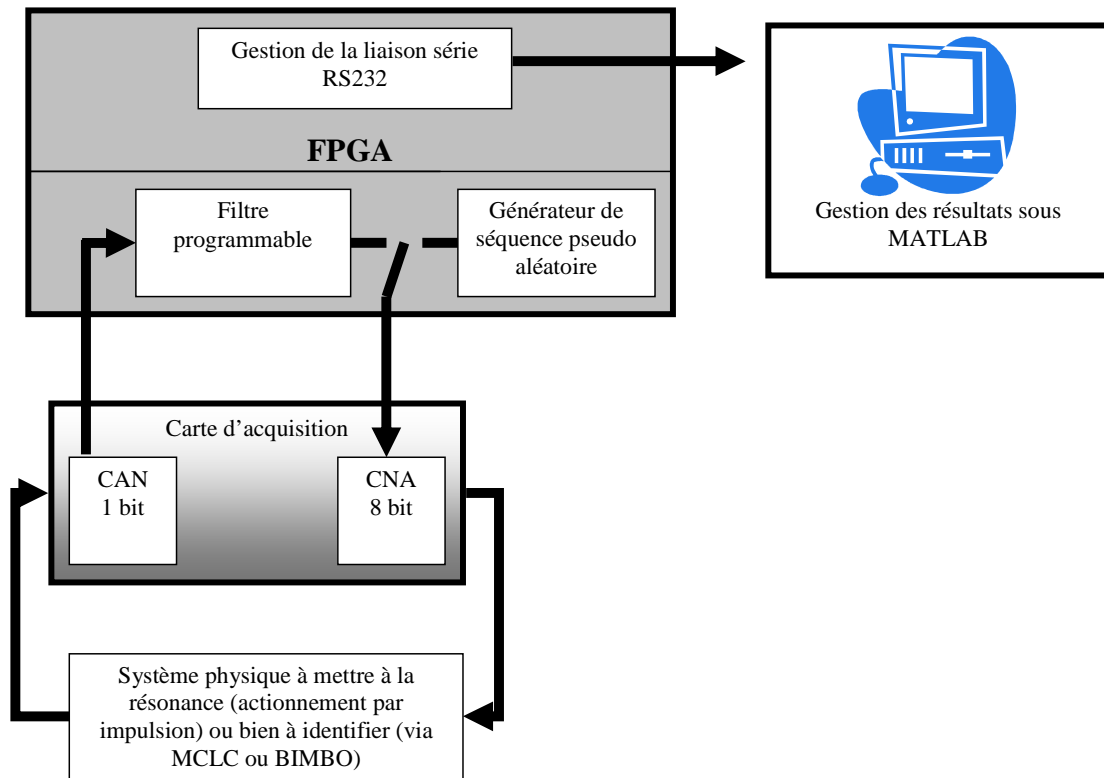 Gestion de la liaison série
RS232
FPGA
Filtre
programmable
Générateur de
séquence pseudo
aléatoire
Gestion des résultats sous
MATLAB
Carte d’acquisition
CAN
1 bit
CNA
8 bit
Système physique à mettre à la
résonance (actionnement par
impulsion) ou bien à identifier (via
MCLC ou BIMBO)